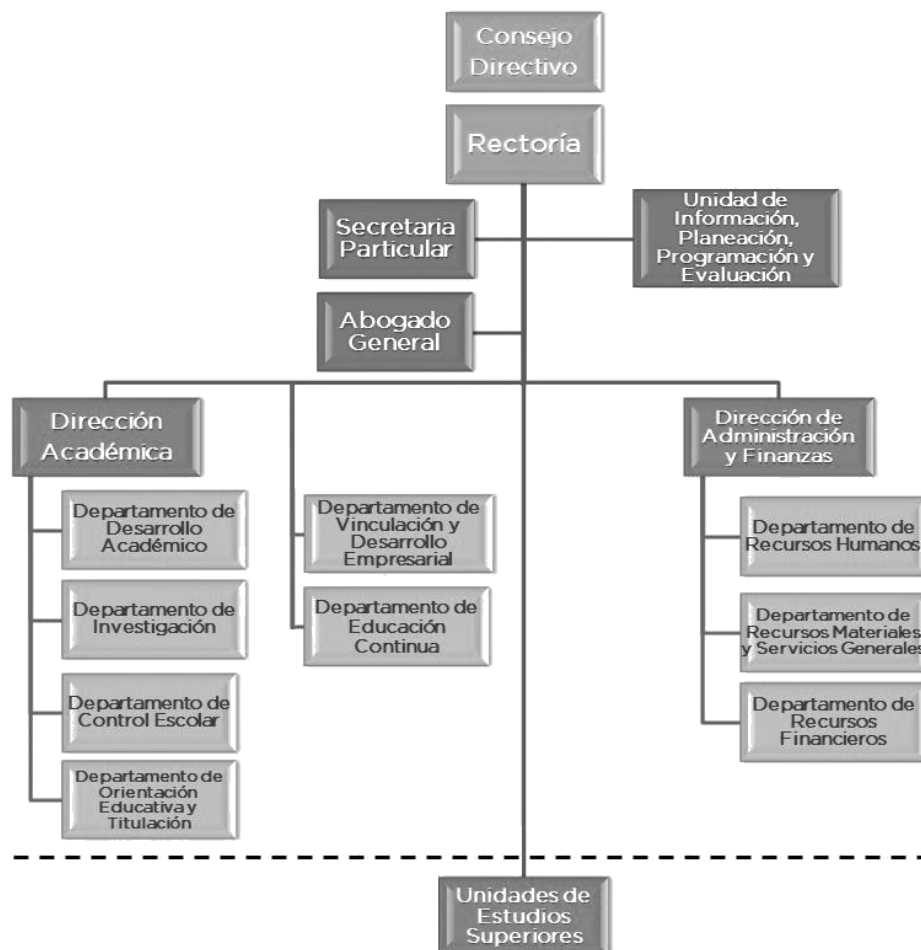 Consejo
Directivo
Rectoría
Secretaria
Particular
Unidad de
Información,
Planeación,
Programación y
Evaluación
Abogado
General
Dirección
Académica
Departamento de
Desarrollo
Académico
Departamento de
Investigación
Departamento de
Control Escolar
Departamento de
Orientación
Educativa y
Titulación
Departamento de
Vinculación y
Desarrollo
Empresarial
Departamento de
Educación
Continua
Dirección de
Administración
y Finanzas
Departamento de
Recursos Humanos
Departamento de
Recursos Materiales
y Servicios Generales
Departamento de
Recursos
Financieros
Unidades de
Estudios
Superiores